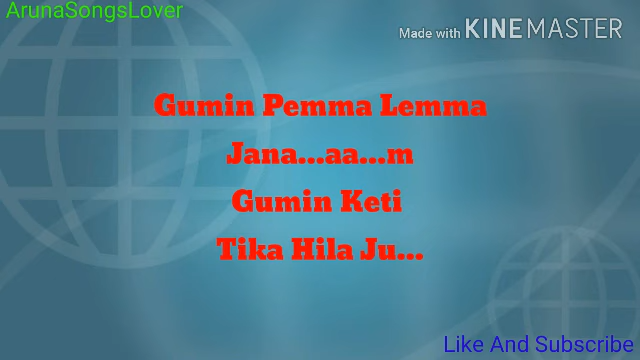 ArunaSongsLover
Made with KINEMASTER
Gumin Pemma Lemma
Jana...aa...m
Gumin Keti
Tika Hila Ju...
Like And Subscribe